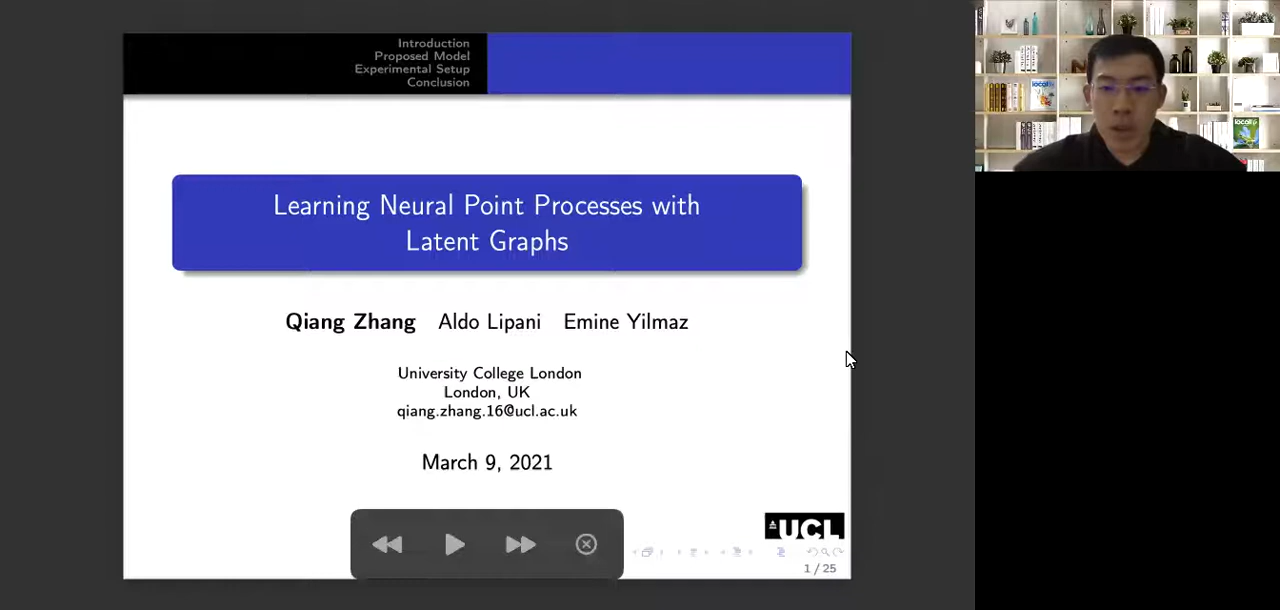 Introduction
Proposed Model
Experimental Setup
Conclusion
Learning Neural Point Processes with
Latent Graphs
Qiang Zhang Aldo Lipani Emine Yilmaz
University College London
London, UK
qiang.zhang.16@ucl.ac.uk
March 9, 2021
UCL
1 / 25